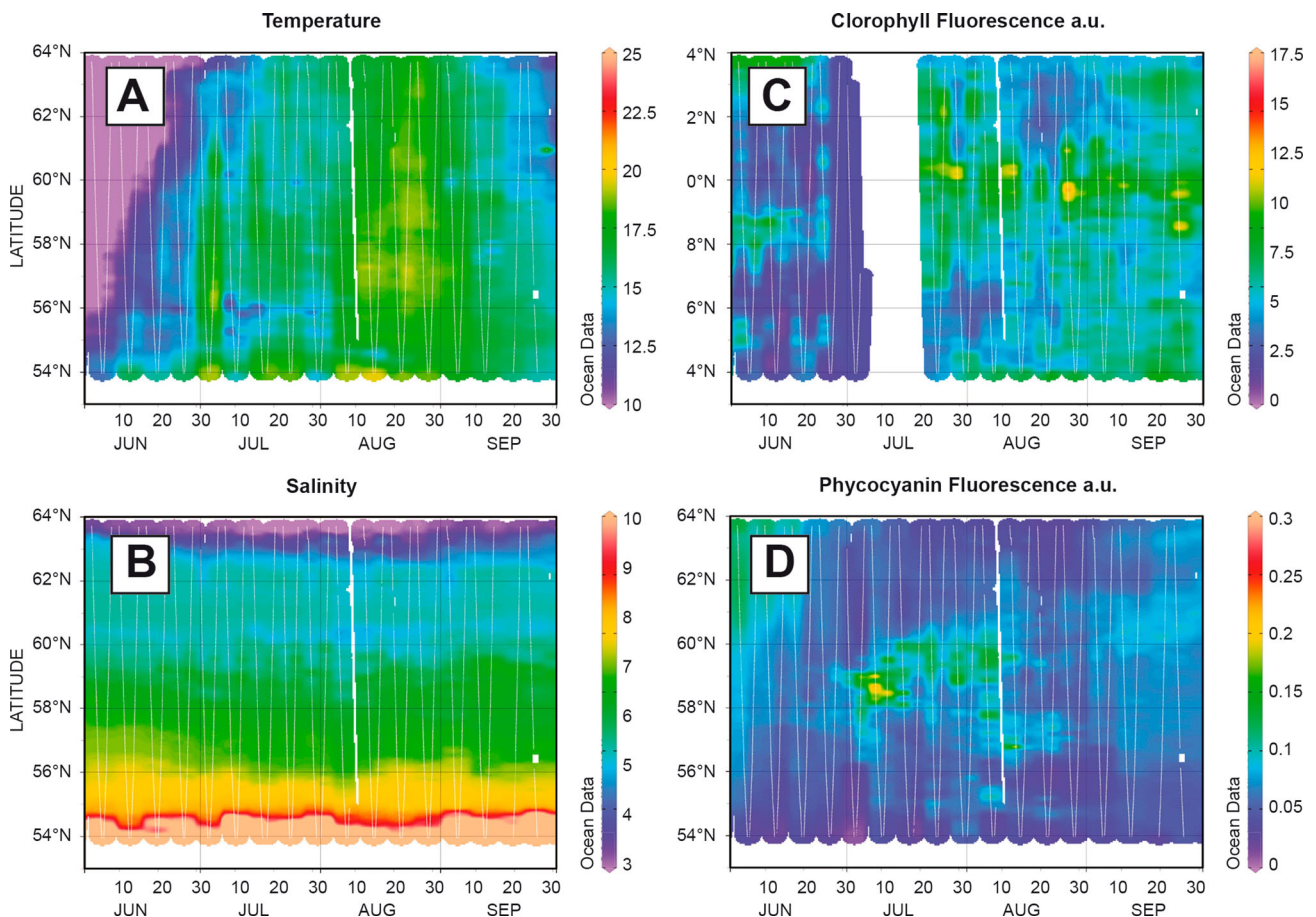 Temperature
Clorophyll Fluorescence a.u.
64°N
62°N
60°N
58°N
56°N
54°N
LATITUDE
A
25
22.5
20
17.5
15
12.5
10
Ocean Data
10 20 30 10 20 30 10 20 30 10 20 30
JUN JUL AUG SEP
4°N
2°N
0°N
8°N
6°N
4°N
C
17.5
15
12.5
10
7.5
5
2.5
0
Ocean Data
10 20 30 10 20 30 10 20 30 10 20 30
JUN JUL AUG SEP
Salinity
Phycocyanin Fluorescence a.u.
64°N
62°N
60°N
58°N
56°N
54°N
LATITUDE
B
10
9
8
7
6
5
4
3
Ocean Data
10 20 30 10 20 30 10 20 30 10 20 30
JUN JUL AUG SEP
64°N
62°N
60°N
58°N
56°N
54°N
D
0.3
0.25
0.2
0.15
0.1
0.05
0
Ocean Data
10 20 30 10 20 30 10 20 30 10 20 30
JUN JUL AUG SEP